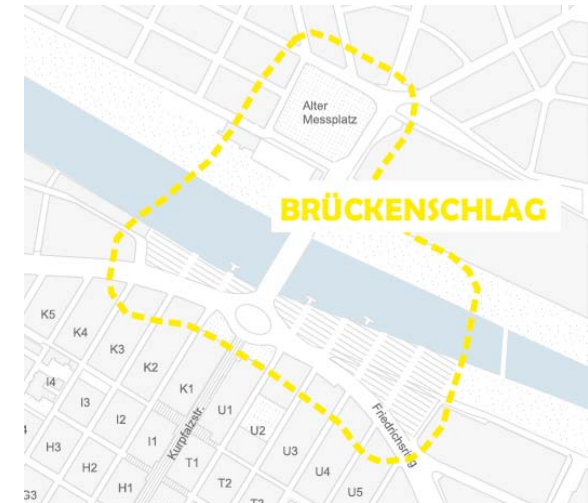 Alter
Messplatz
BRÜCKENSCHLAG
K5
K4
K3
K2
K1
I4
I3
I2
I1
U1
U2
U3
U4
U5
H3
H2
H1
T1
T2
Kurpfalzstr.
Friedrichsring